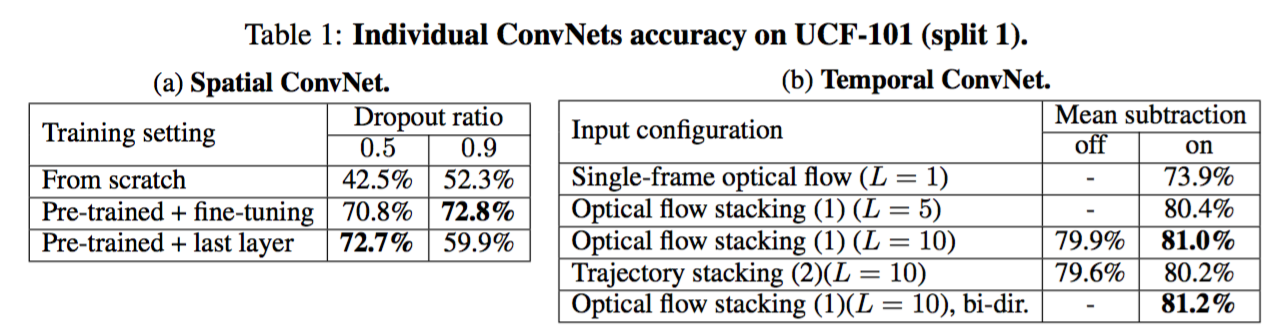 Table 1: Individual ConvNets accuracy on UCF-101 (split 1).
(a) Spatial ConvNet.
Training setting Dropout ratio
0.5 0.9
From scratch 42.5% 52.3%
Pre-trained + fine-tuning 70.8% 72.8%
Pre-trained + last layer 72.7% 59.9%
(b) Temporal ConvNet.
Input configuration Mean subtraction
off on
Single-frame optical flow (L = 1) - 73.9%
Optical flow stacking (1) (L = 5) - 80.4%
Optical flow stacking (1) (L = 10) 79.9% 81.0%
Trajectory stacking (2)(L = 10) 79.6% 80.2%
Optical flow stacking (1)(L = 10), bi-dir. - 81.2%